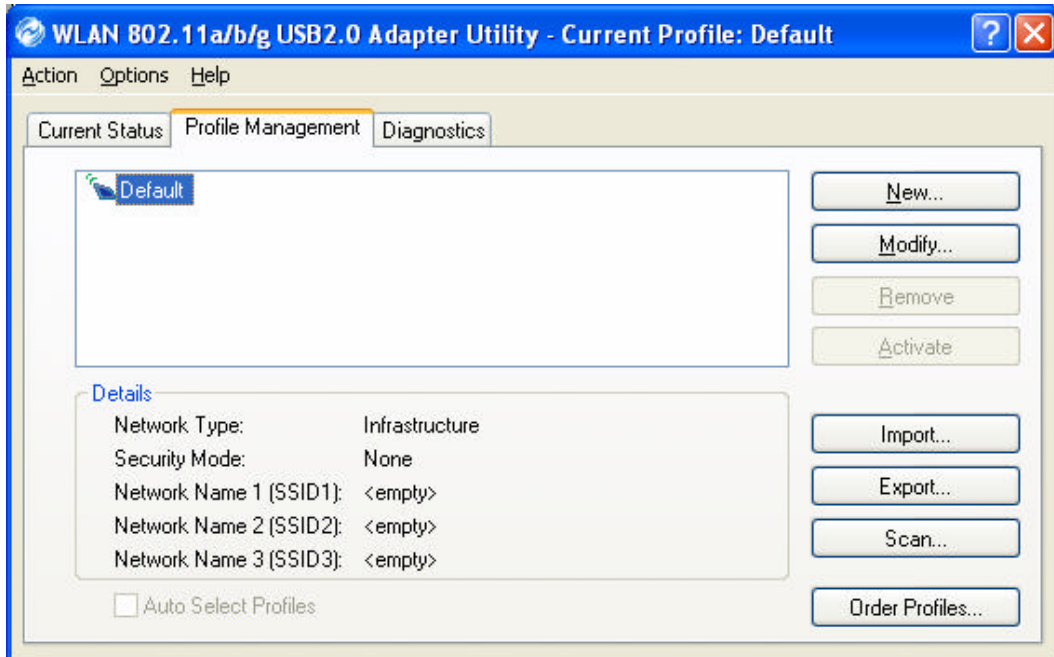 WLAN 802.11a/b/g USB2.0 Adapter Utility - Current Profile: Default
Action Options Help
Current Status Profile Management Diagnostics
Default
New...
Modify...
Remove
Activate
Details
Network Type: Infrastructure
Security Mode: None
Network Name 1 (SSID1): <empty>
Network Name 2 (SSID2): <empty>
Network Name 3 (SSID3): <empty>
Import...
Export...
Scan...
Auto Select Profiles
Order Profiles...